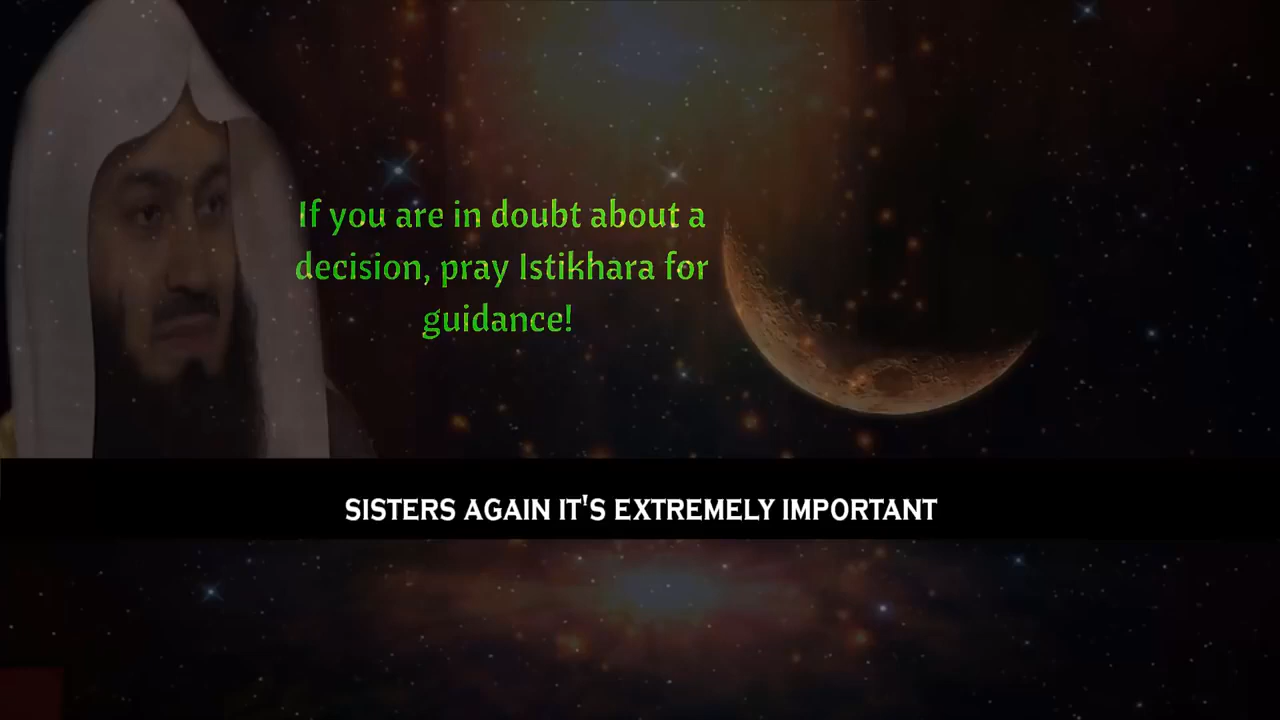 If you are in doubt about a
decision, pray Istikhara for
guidance!
SISTERS AGAIN IT'S EXTREMELY IMPORTANT